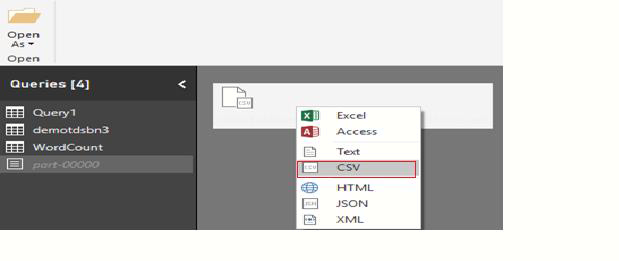 Open
As
Open
Queries [4]
<
Query1
demotdsbn3
WordCount
part-00000
CSV
Excel
Access
Text
CSV
HTML
JSON
XML